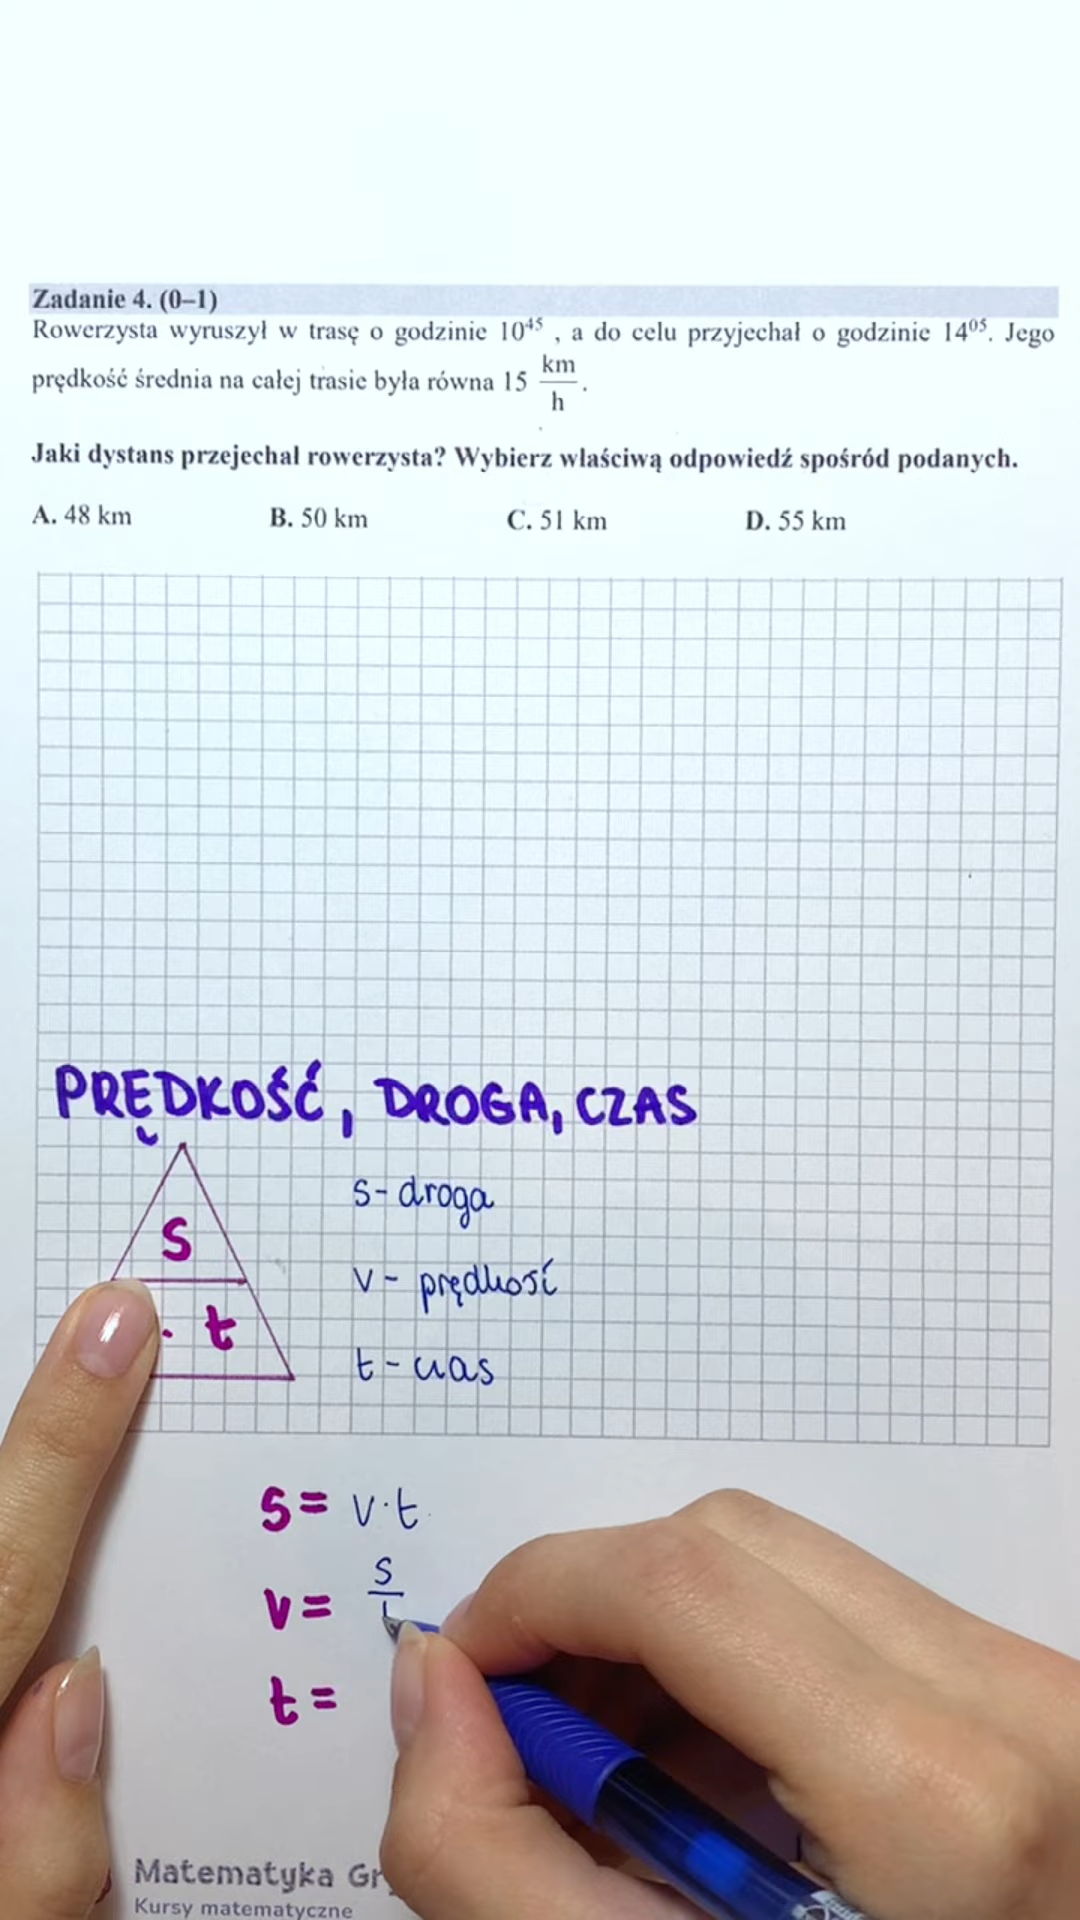 Zadanie 4. (0–1)
Rowerzysta wyruszył w trasę o godzinie 10⁴⁵ , a do celu przyjechał o godzinie 14⁰⁵. Jego
prędkość średnia na całej trasie była równa 15 km/h .
Jaki dystans przejechał rowerzysta? Wybierz właściwą odpowiedź spośród podanych.
A. 48 km B. 50 km C. 51 km D. 55 km
PRĘDKOŚĆ, DROGA, CZAS
s
· t
s - droga
v - prędkość
t - czas
s = v · t
v = s
t =
Matematyka
Kursy matematyczne